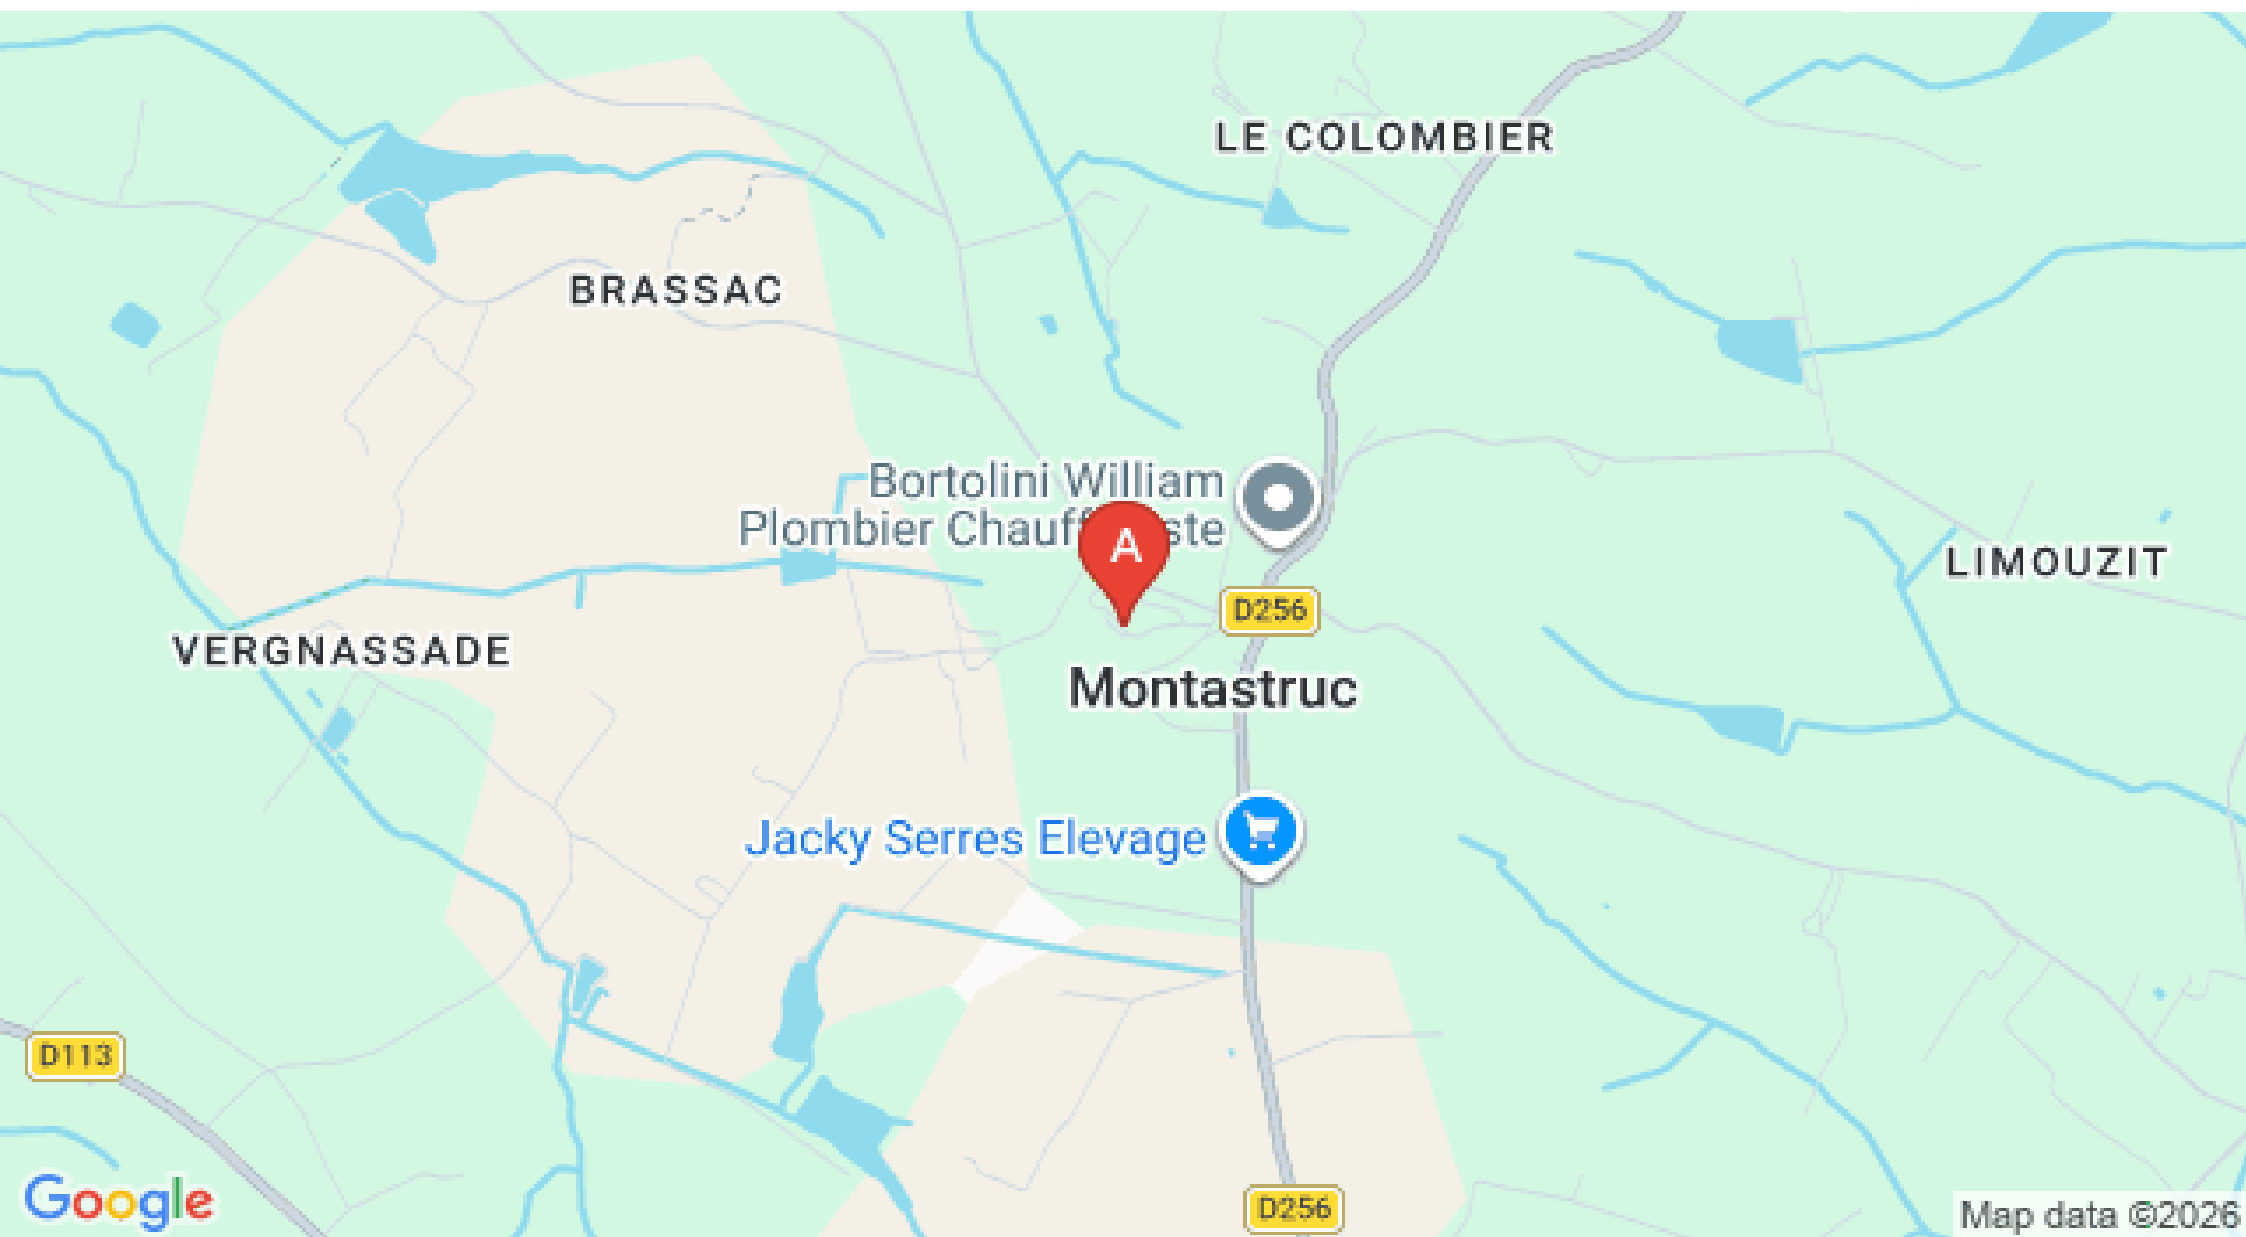 LE COLOMBIER
BRASSAC
Bortolini William
Plombier Chauff ste
A
LIMOUZIT
D256
VERGNASSADE
Montastruc
Jacky Serres Elevage
D113
Google
D256
Map data ©2026